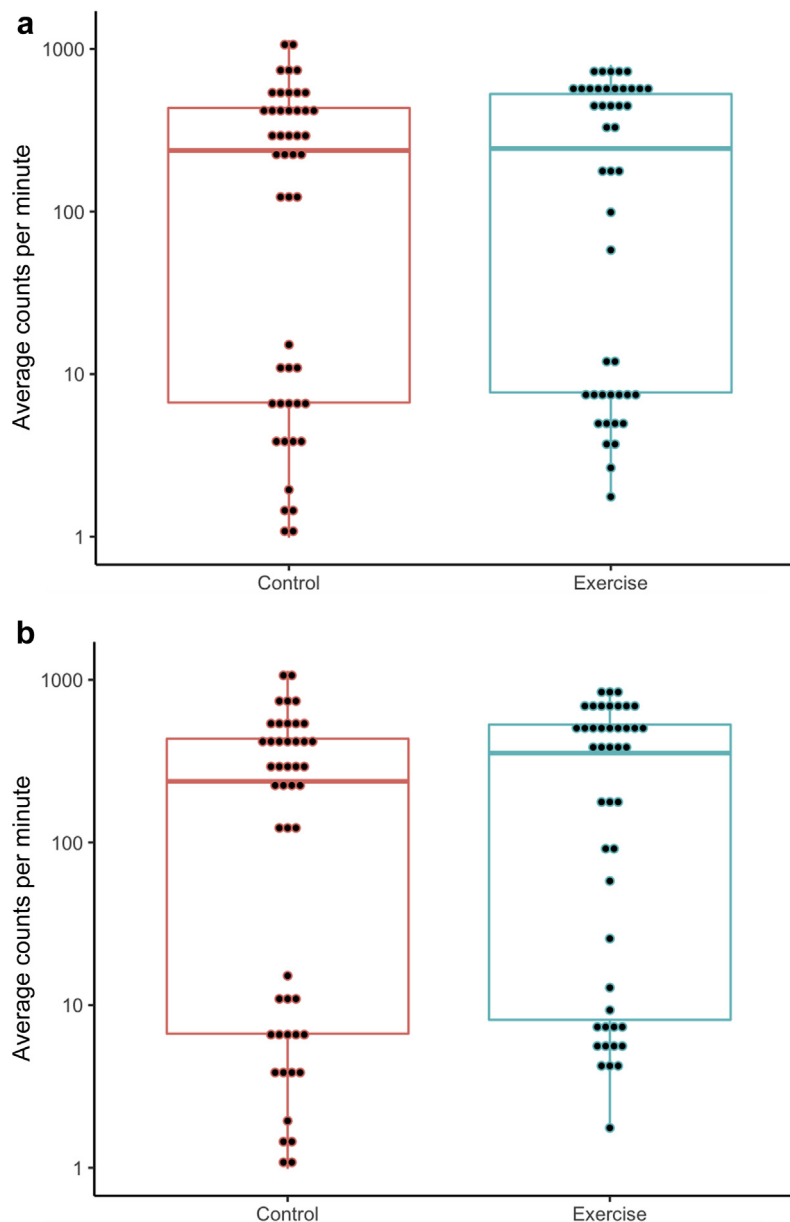 a
Average counts per minute
1000
100
10
1
Control
Exercise
b
Average counts per minute
1000
100
10
1
Control
Exercise